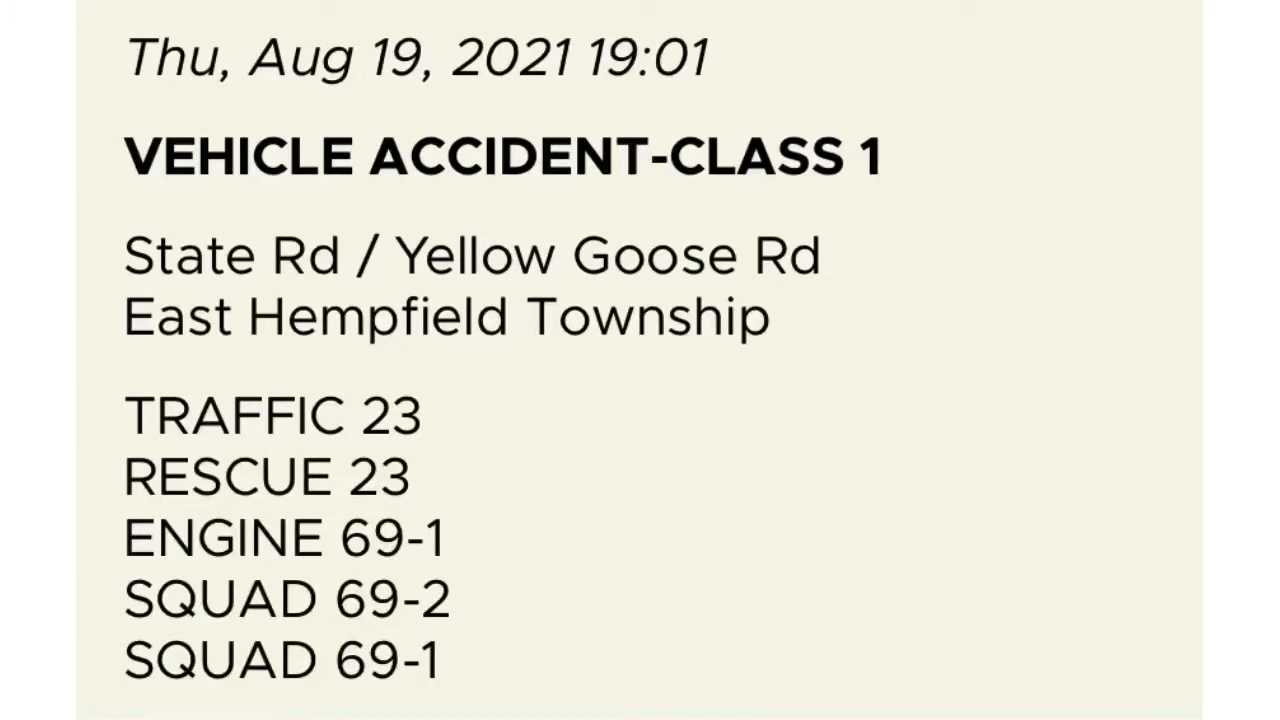 Thu, Aug 19, 2021 19:01
VEHICLE ACCIDENT-CLASS 1
State Rd / Yellow Goose Rd
East Hempfield Township
TRAFFIC 23
RESCUE 23
ENGINE 69-1
SQUAD 69-2
SQUAD 69-1